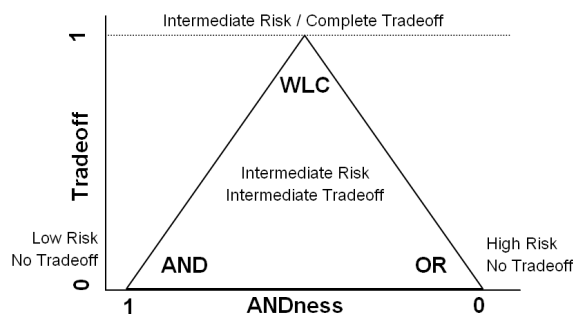 Intermediate Risk / Complete Tradeoff
1
WLC
Tradeoff
Intermediate Risk
Intermediate Tradeoff
Low Risk
No Tradeoff
AND
OR
High Risk
No Tradeoff
0
1
ANDness
0